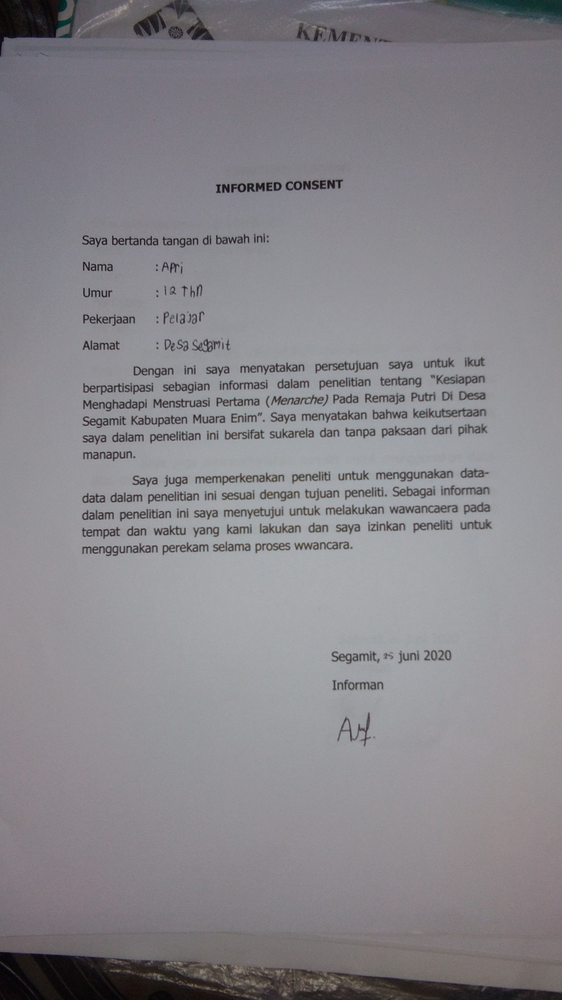 INFORMED CONSENT
Saya bertanda tangan di bawah ini:
Nama : Apri
Umur : 12 Thn
Pekerjaan : Pelajar
Alamat : Desa Segamit
Dengan ini saya menyatakan persetujuan saya untuk ikut
berpartisipasi sebagian informasi dalam penelitian tentang "Kesiapan
Menghadapi Menstruasi Pertama (Menarche) Pada Remaja Putri Di Desa
Segamit Kabupaten Muara Enim". Saya menyatakan bahwa keikutsertaan
saya dalam penelitian ini bersifat sukarela dan tanpa paksaan dari pihak
manapun.
Saya juga memperkenakan peneliti untuk menggunakan data-
data dalam penelitian ini sesuai dengan tujuan peneliti. Sebagai informan
dalam penelitian ini saya menyetujui untuk melakukan wawancaera pada
tempat dan waktu yang kami lakukan dan saya izinkan peneliti untuk
menggunakan perekam selama proses wwancara.
Segamit, 25 juni 2020
Informan